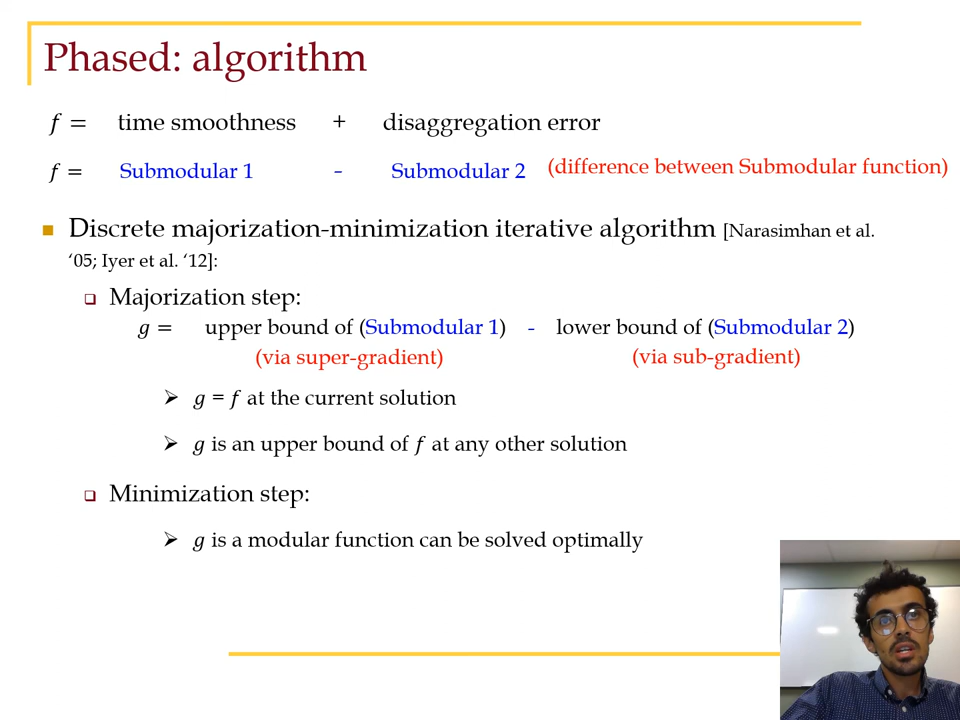 Phased: algorithm
f = time smoothness + disaggregation error
f = Submodular 1 - Submodular 2 (difference between Submodular function)
■ Discrete majorization-minimization iterative algorithm [Narasimhan et al.
‘05; Iyer et al. ‘12]:
❑ Majorization step:
g = upper bound of (Submodular 1) - lower bound of (Submodular 2)
(via super-gradient) (via sub-gradient)
➢ g = f at the current solution
➢ g is an upper bound of f at any other solution
❑ Minimization step:
➢ g is a modular function can be solved optimally